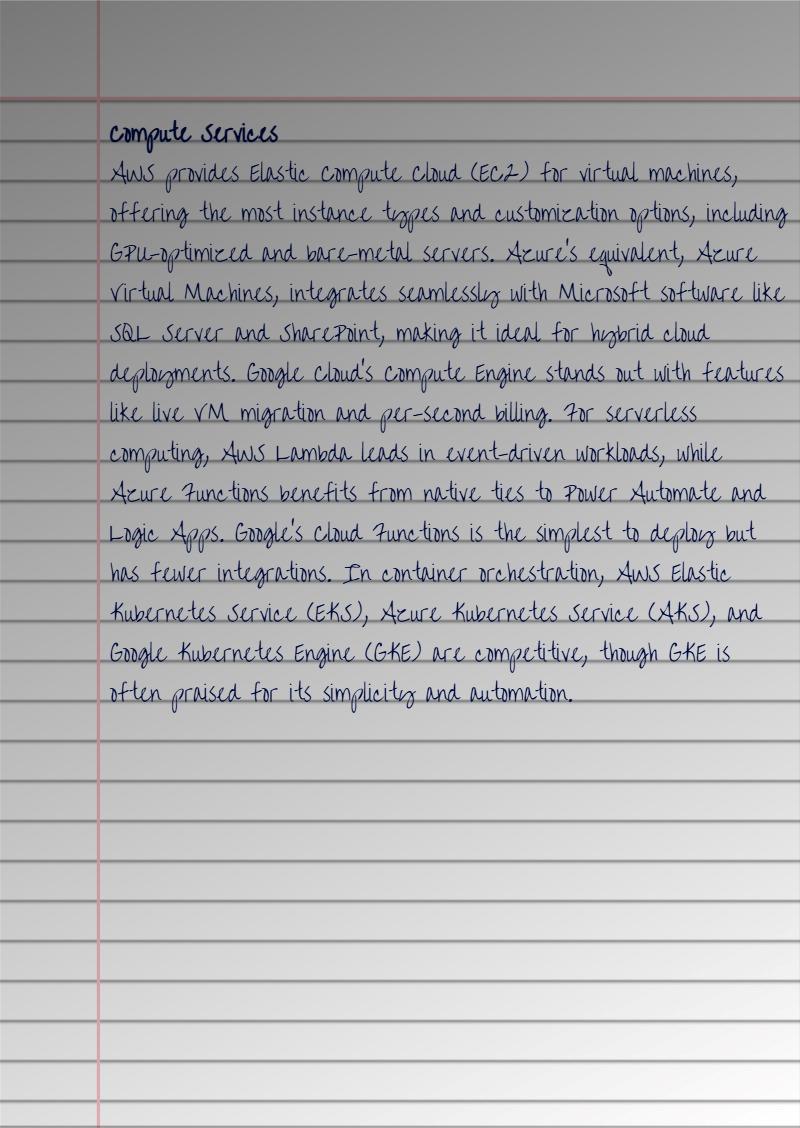 Compute Services
AWS provides Elastic Compute Cloud (EC2) for virtual machines,
offering the most instance types and customization options, including
GPU-optimized and bare-metal servers. Azure's equivalent, Azure
Virtual Machines, integrates seamlessly with Microsoft software like
SQL Server and SharePoint, making it ideal for hybrid cloud
deployments. Google Cloud's Compute Engine stands out with features
like live VM migration and per-second billing. For serverless
computing, AWS Lambda leads in event-driven workloads, while
Azure Functions benefits from native ties to Power Automate and
Logic Apps. Google's Cloud Functions is the simplest to deploy but
has fewer integrations. In container orchestration, AWS Elastic
Kubernetes Service (EKS), Azure Kubernetes Service (AKS), and
Google Kubernetes Engine (GKE) are competitive, though GKE is
often praised for its simplicity and automation.